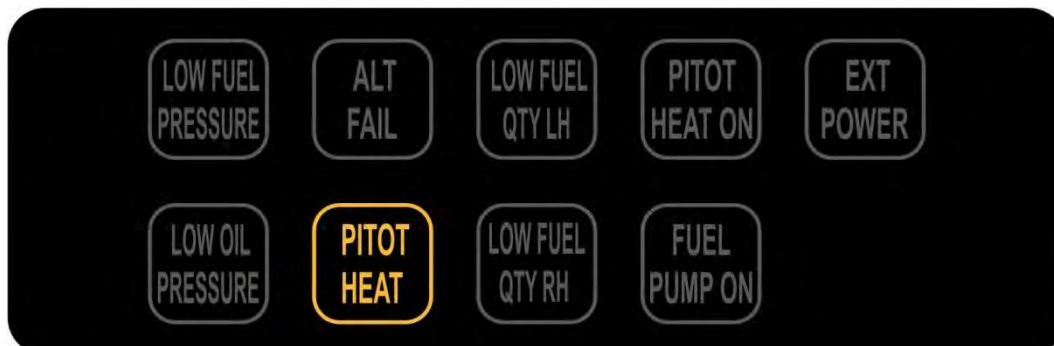 LOW FUEL
PRESSURE
ALT
FAIL
LOW FUEL
QTY LH
PITOT
HEAT ON
EXT
POWER
LOW OIL
PRESSURE
PITOT
HEAT
LOW FUEL
QTY RH
FUEL
PUMP ON